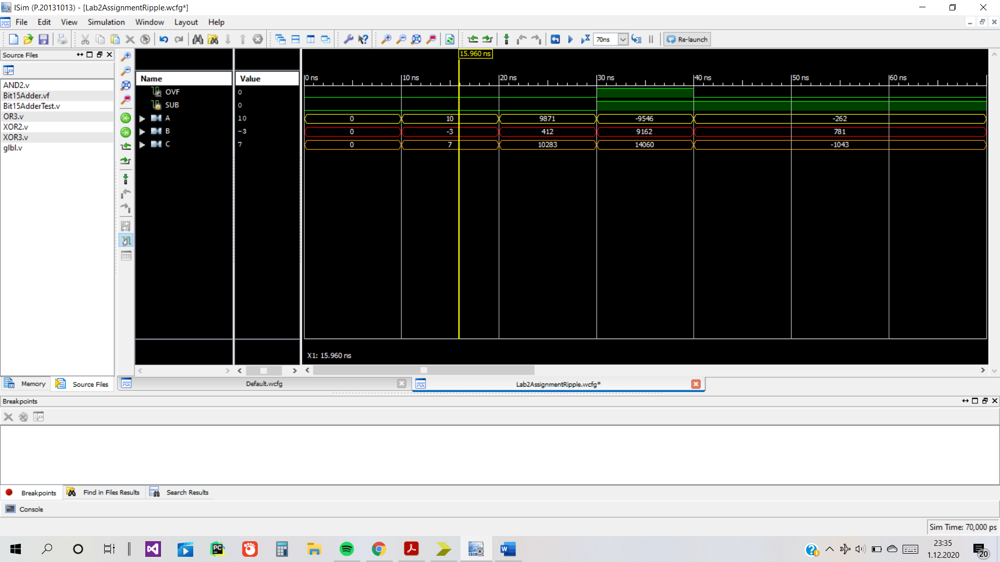 ISim (P.20131013) - [Lab2AssignmentRipple.wcfg*]
File Edit View Simulation Window Layout Help
70ns Re-launch
Source Files
AND2.v
Bit15Adder.vf
Bit15AdderTest.v
OR3.v
XOR2.v
XOR3.v
glbl.v
Name Value
OVF 0
SUB 0
A 10
B -3
C 7
15.960 ns
0 ns 10 ns 20 ns 30 ns 40 ns 50 ns 60 ns
0 10 9871 -9546 -262
0 -3 412 9162 781
0 7 10283 14060 -1043
X1: 15.960 ns
Memory Source Files
Default.wcfg Lab2AssignmentRipple.wcfg*
Breakpoints
Breakpoints Find in Files Results Search Results
Console
Sim Time: 70,000 ps
PC
ISim
W
23:35
1.12.2020
20